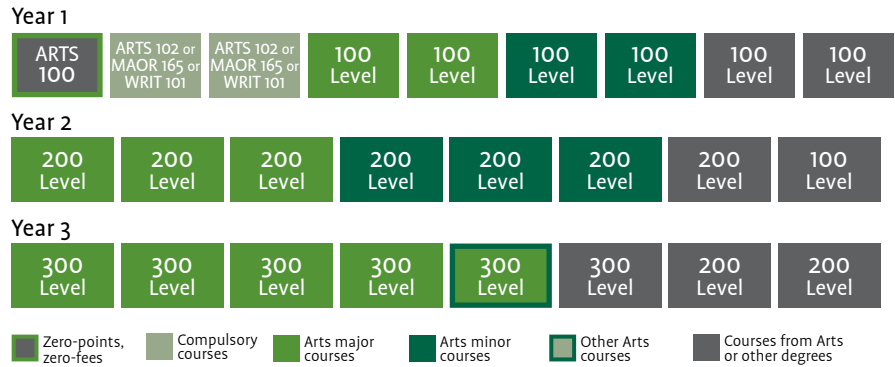 Year 1
ARTS
100
ARTS 102 or
MAOR 165 or
WRIT 101
ARTS 102 or
MAOR 165 or
WRIT 101
100
Level
100
Level
100
Level
100
Level
100
Level
100
Level
Year 2
200
Level
200
Level
200
Level
200
Level
200
Level
200
Level
200
Level
100
Level
Year 3
300
Level
300
Level
300
Level
300
Level
300
Level
300
Level
200
Level
200
Level
Zero-points,
zero-fees
Compulsory
courses
Arts major
courses
Arts minor
courses
Other Arts
courses
Courses from Arts
or other degrees